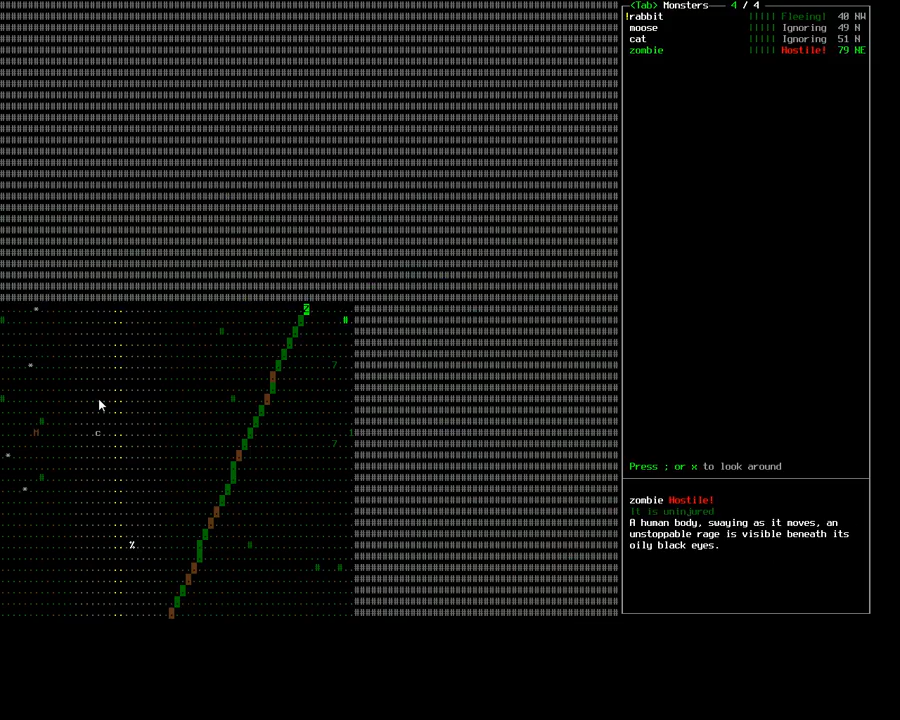 <Tab> Monsters 4 / 4
!rabbit ||||| Fleeing! 40 NW
moose ||||| Ignoring 49 N
cat ||||| Ignoring 51 N
zombie ||||| Hostile! 79 NE
Press ; or x to look around
zombie Hostile!
It is uninjured
A human body, swaying as it moves, an
unstoppable rage is visible beneath its
oily black eyes.